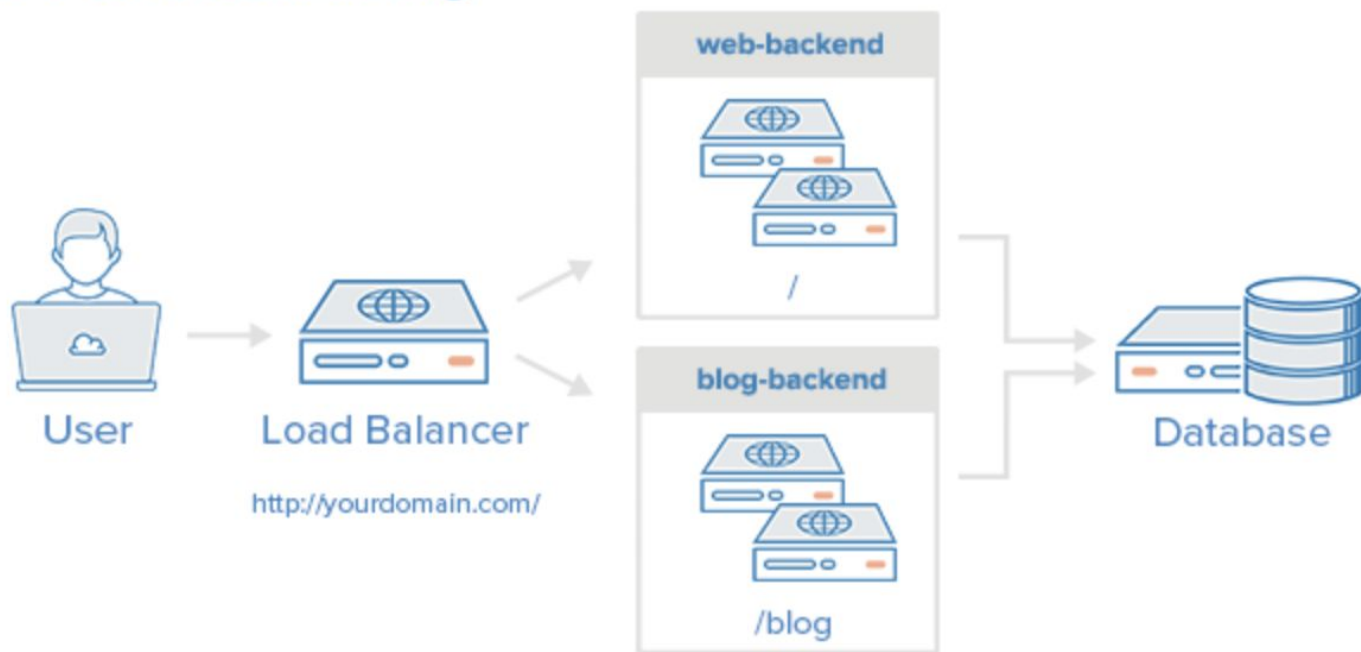 web-backend
/
User
Load Balancer
http://yourdomain.com/
blog-backend
/blog
Database